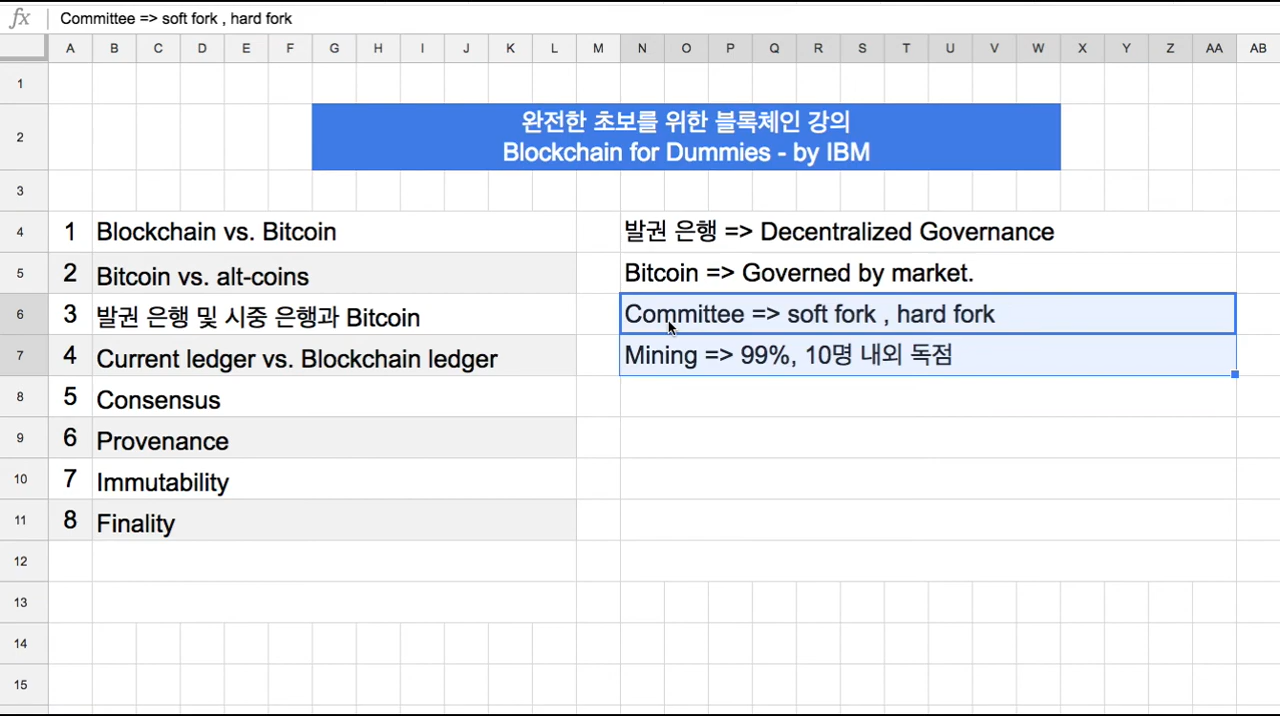 fx Committee => soft fork , hard fork
A B C D E F G H I J K L M N O P Q R S T U V W X Y Z AA AB
1
2 완전한 초보를 위한 블록체인 강의
Blockchain for Dummies - by IBM
3
4 1 Blockchain vs. Bitcoin 발권 은행 => Decentralized Governance
5 2 Bitcoin vs. alt-coins Bitcoin => Governed by market.
6 3 발권 은행 및 시중 은행과 Bitcoin Committee => soft fork , hard fork
7 4 Current ledger vs. Blockchain ledger Mining => 99%, 10명 내외 독점
8 5 Consensus
9 6 Provenance
10 7 Immutability
11 8 Finality
12
13
14
15